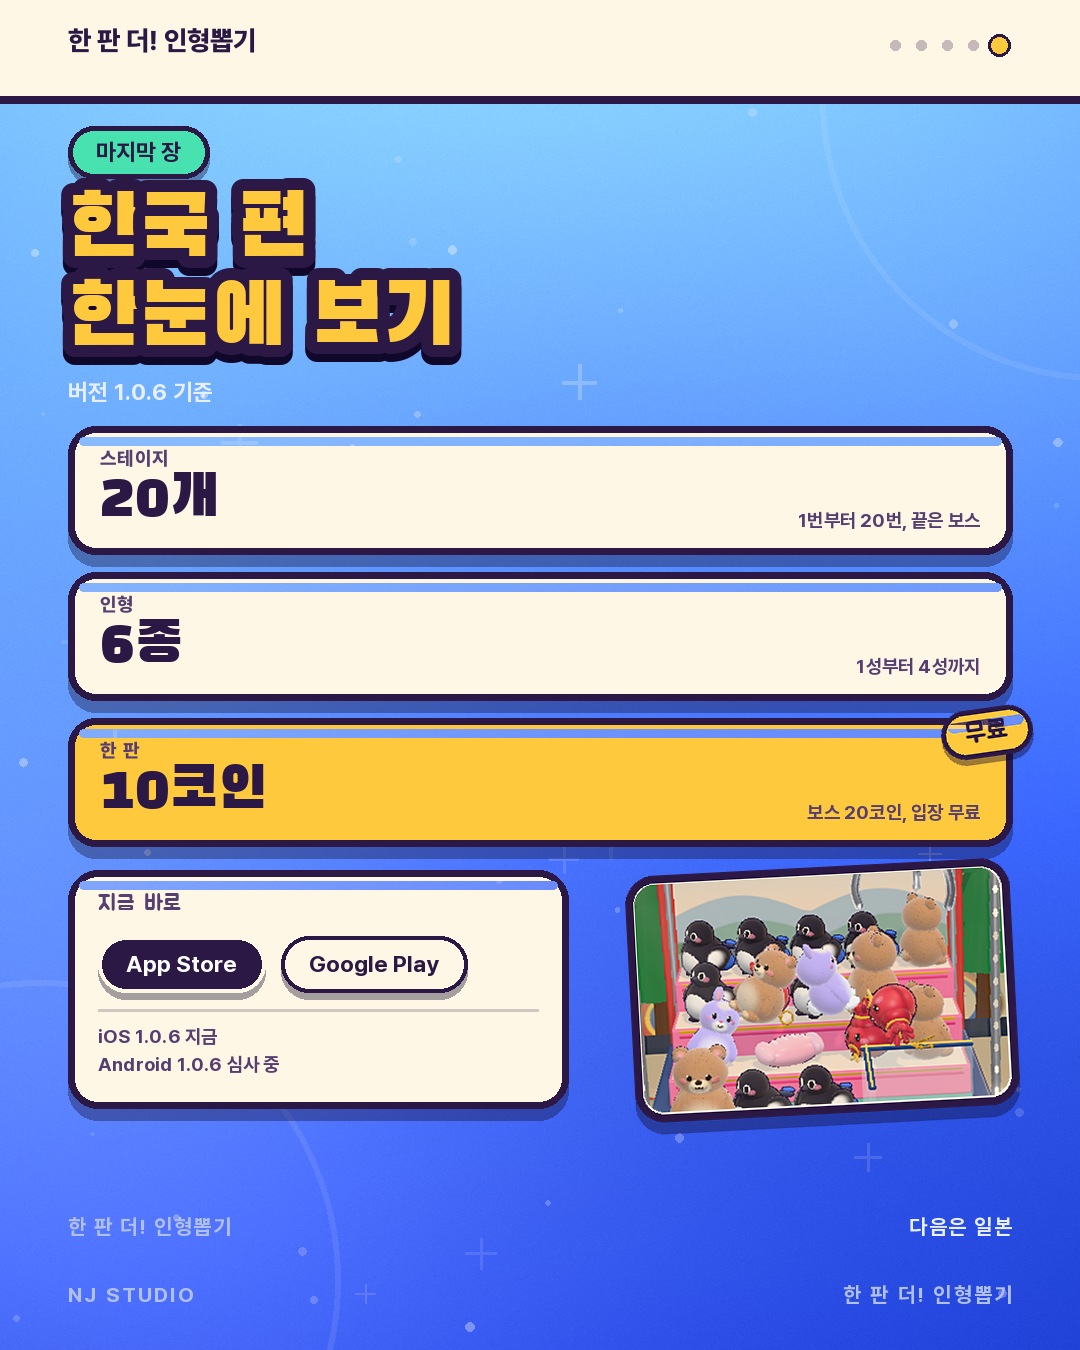 한 판 더! 인형뽑기
마지막 장
한국 편
한눈에 보기
버전 1.0.6 기준
스테이지
20개
1번부터 20번, 끝은 보스
인형
6종
1성부터 4성까지
무료
한 판
10코인
보스 20코인, 입장 무료
지금 바로
App Store
Google Play
iOS 1.0.6 지금
Android 1.0.6 심사 중
한 판 더! 인형뽑기
다음은 일본
NJ STUDIO
한 판 더! 인형뽑기